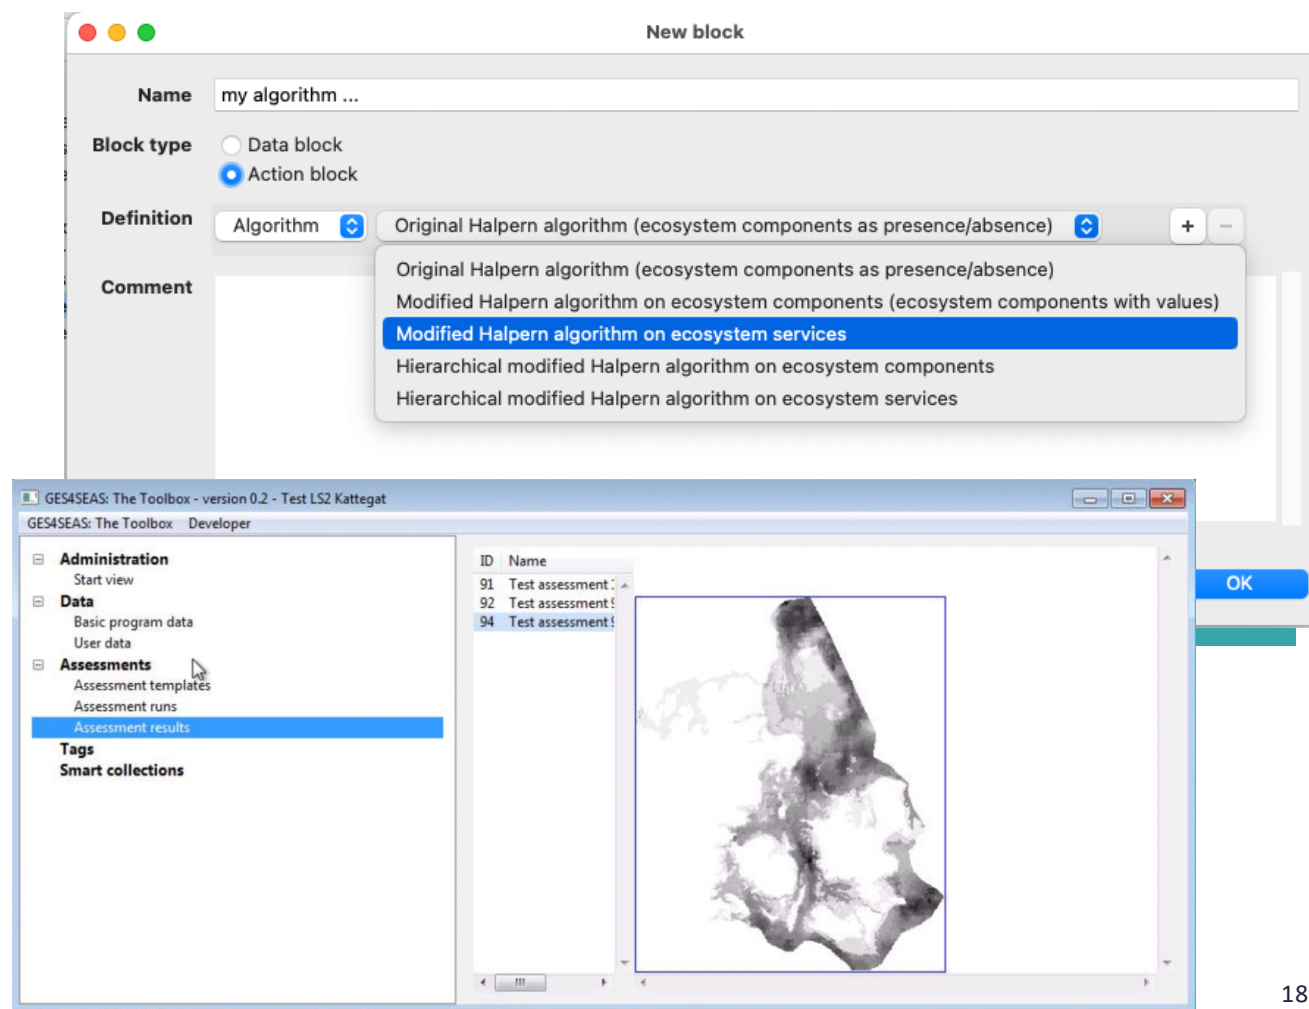 New block
Name my algorithm ...
Block type Data block
Action block
Definition Algorithm Original Halpern algorithm (ecosystem components as presence/absence) + −
Original Halpern algorithm (ecosystem components as presence/absence)
Comment
Modified Halpern algorithm on ecosystem components (ecosystem components with values)
Modified Halpern algorithm on ecosystem services
Hierarchical modified Halpern algorithm on ecosystem components
Hierarchical modified Halpern algorithm on ecosystem services
OK
GES4SEAS: The Toolbox - version 0.2 - Test LS2 Kattegat
GES4SEAS: The Toolbox Developer
Administration
Start view
Data
Basic program data
User data
Assessments
Assessment templates
Assessment runs
Assessment results
Tags
Smart collections
ID Name
91 Test assessment
92 Test assessment
94 Test assessment
18